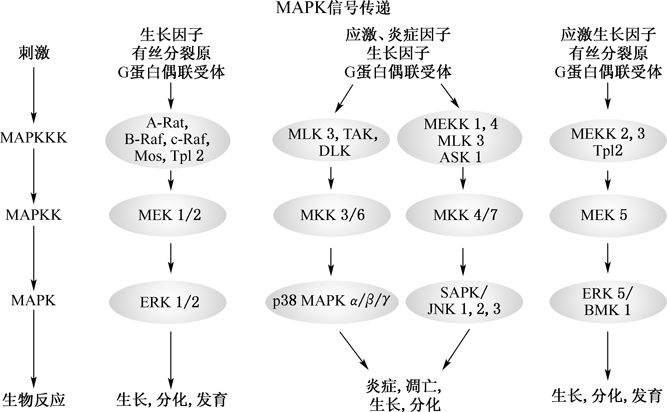 MAPK信号传递
刺激
MAPKKK
MAPKK
MAPK
生物反应
生长因子
有丝分裂原
G蛋白偶联受体
A-Rat,
B-Raf, c-Raf,
Mos, Tpl 2
MEK 1/2
ERK 1/2
生长, 分化, 发育
应激、炎症因子
生长因子
G蛋白偶联受体
MLK 3, TAK,
DLK
MKK 3/6
p38 MAPK α/β/γ
MEKK 1, 4
MLK 3
ASK 1
MKK 4/7
SAPK/
JNK 1, 2, 3
炎症, 凋亡,
生长, 分化
应激生长因子
有丝分裂原
G蛋白偶联受体
MEKK 2, 3
Tpl2
MEK 5
ERK 5/
BMK 1
生长, 分化, 发育